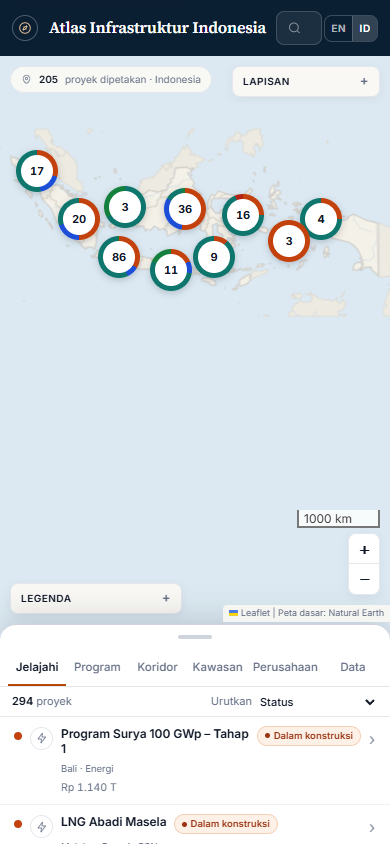 Atlas Infrastruktur Indonesia
EN ID
205 proyek dipetakan · Indonesia
LAPISAN +
17
20
3
36
16
4
3
86
11
9
1000 km
+
−
LEGENDA +
Leaflet | Peta dasar: Natural Earth
Jelajahi Program Koridor Kawasan Perusahaan Data
294 proyek
Urutkan Status
Program Surya 100 GWp – Tahap 1
Dalam konstruksi
Bali · Energi
Rp 1.140 T
LNG Abadi Masela
Dalam konstruksi